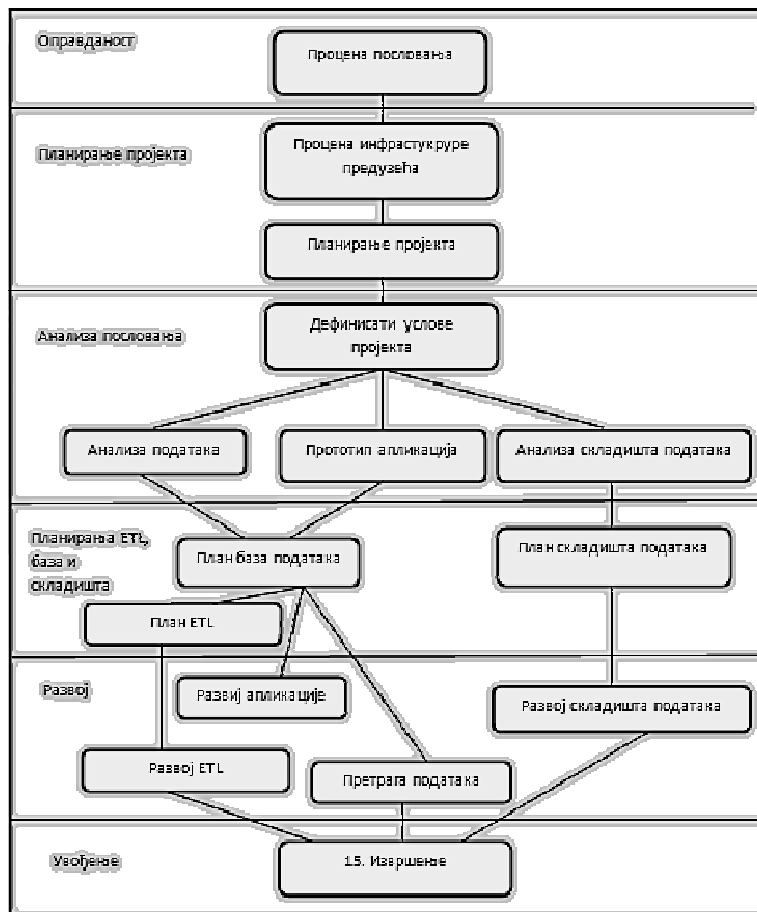 Оправданост
Процена пословања
Планирање пројекта
Процена инфраструкруре
предузећа
Планирање пројекта
Анализа пословања
Дефинисати услове
пројекта
Анализа података
Прототип апликација
Анализа складишта података
Планирања ETL,
база и
складишта
План база података
План складишта података
План ETL
Развој
Развиј апликације
Развој складишта података
Развој ETL
Претрага података
Увођење
15. Извршење